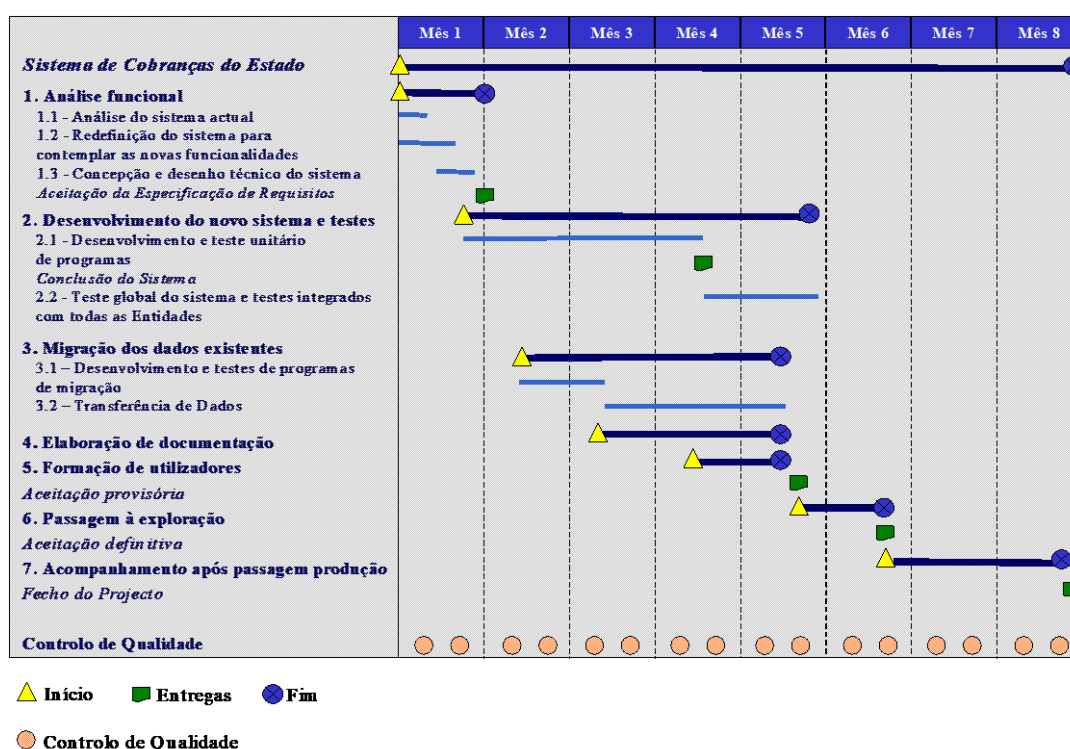 Mês 1 Mês 2 Mês 3 Mês 4 Mês 5 Mês 6 Mês 7 Mês 8
Sistema de Cobranças do Estado
1. Análise funcional
1.1 - Análise do sistema actual
1.2 - Redefinição do sistema para
contemplar as novas funcionalidades
1.3 - Concepção e desenho técnico do sistema
Aceitação da Especificação de Requisitos
2. Desenvolvimento do novo sistema e testes
2.1 - Desenvolvimento e teste unitário
de programas
Conclusão do Sistema
2.2 - Teste global do sistema e testes integrados
com todas as Entidades
3. Migração dos dados existentes
3.1 – Desenvolvimento e testes de programas
de migração
3.2 – Transferência de Dados
4. Elaboração de documentação
5. Formação de utilizadores
Aceitação provisória
6. Passagem à exploração
Aceitação definitiva
7. Acompanhamento após passagem produção
Fecho do Projecto
Controlo de Qualidade
Início Entregas Fim
Controlo de Qualidade